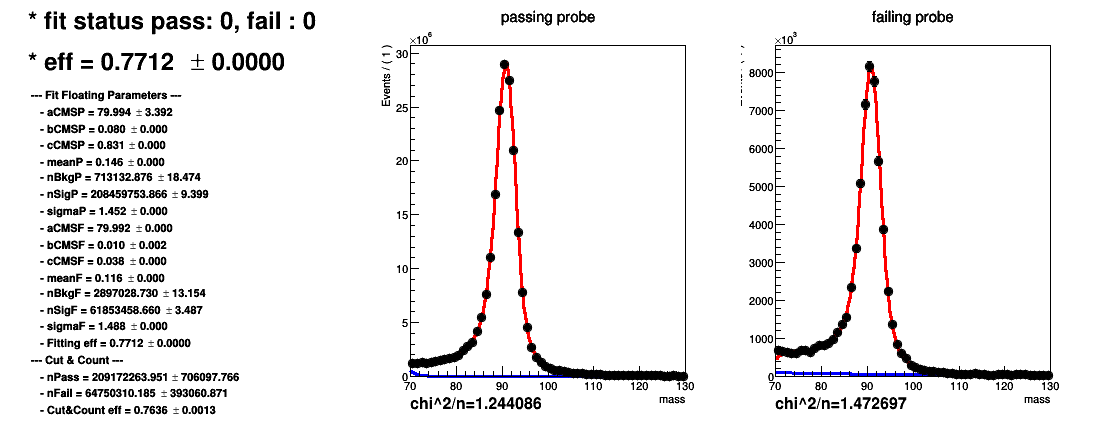 * fit status pass: 0, fail : 0
* eff = 0.7712 ± 0.0000
--- Fit Floating Parameters ---
- aCMSP = 79.994 ± 3.392
- bCMSP = 0.080 ± 0.000
- cCMSP = 0.831 ± 0.000
- meanP = 0.146 ± 0.000
- nBkgP = 713132.876 ± 18.474
- nSigP = 208459753.866 ± 9.399
- sigmaP = 1.452 ± 0.000
- aCMSF = 79.992 ± 0.000
- bCMSF = 0.010 ± 0.002
- cCMSF = 0.038 ± 0.000
- meanF = 0.116 ± 0.000
- nBkgF = 2897028.730 ± 13.154
- nSigF = 61853458.660 ± 3.487
- sigmaF = 1.488 ± 0.000
- Fitting eff = 0.7712 ± 0.0000
--- Cut & Count ---
- nPass = 209172263.951 ± 706097.766
- nFail = 64750310.185 ± 393060.871
- Cut&Count eff = 0.7636 ± 0.0013
passing probe
×10^6
Events / ( 1 )
30
25
20
15
10
5
0
70 80 90 100 110 120 130
mass
chi^2/n=1.244086
failing probe
×10^3
8000
7000
6000
5000
4000
3000
2000
1000
0
70 80 90 100 110 120 130
mass
chi^2/n=1.472697